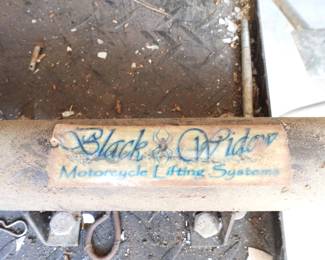 Black Widow
Motorcycle Lifting Systems